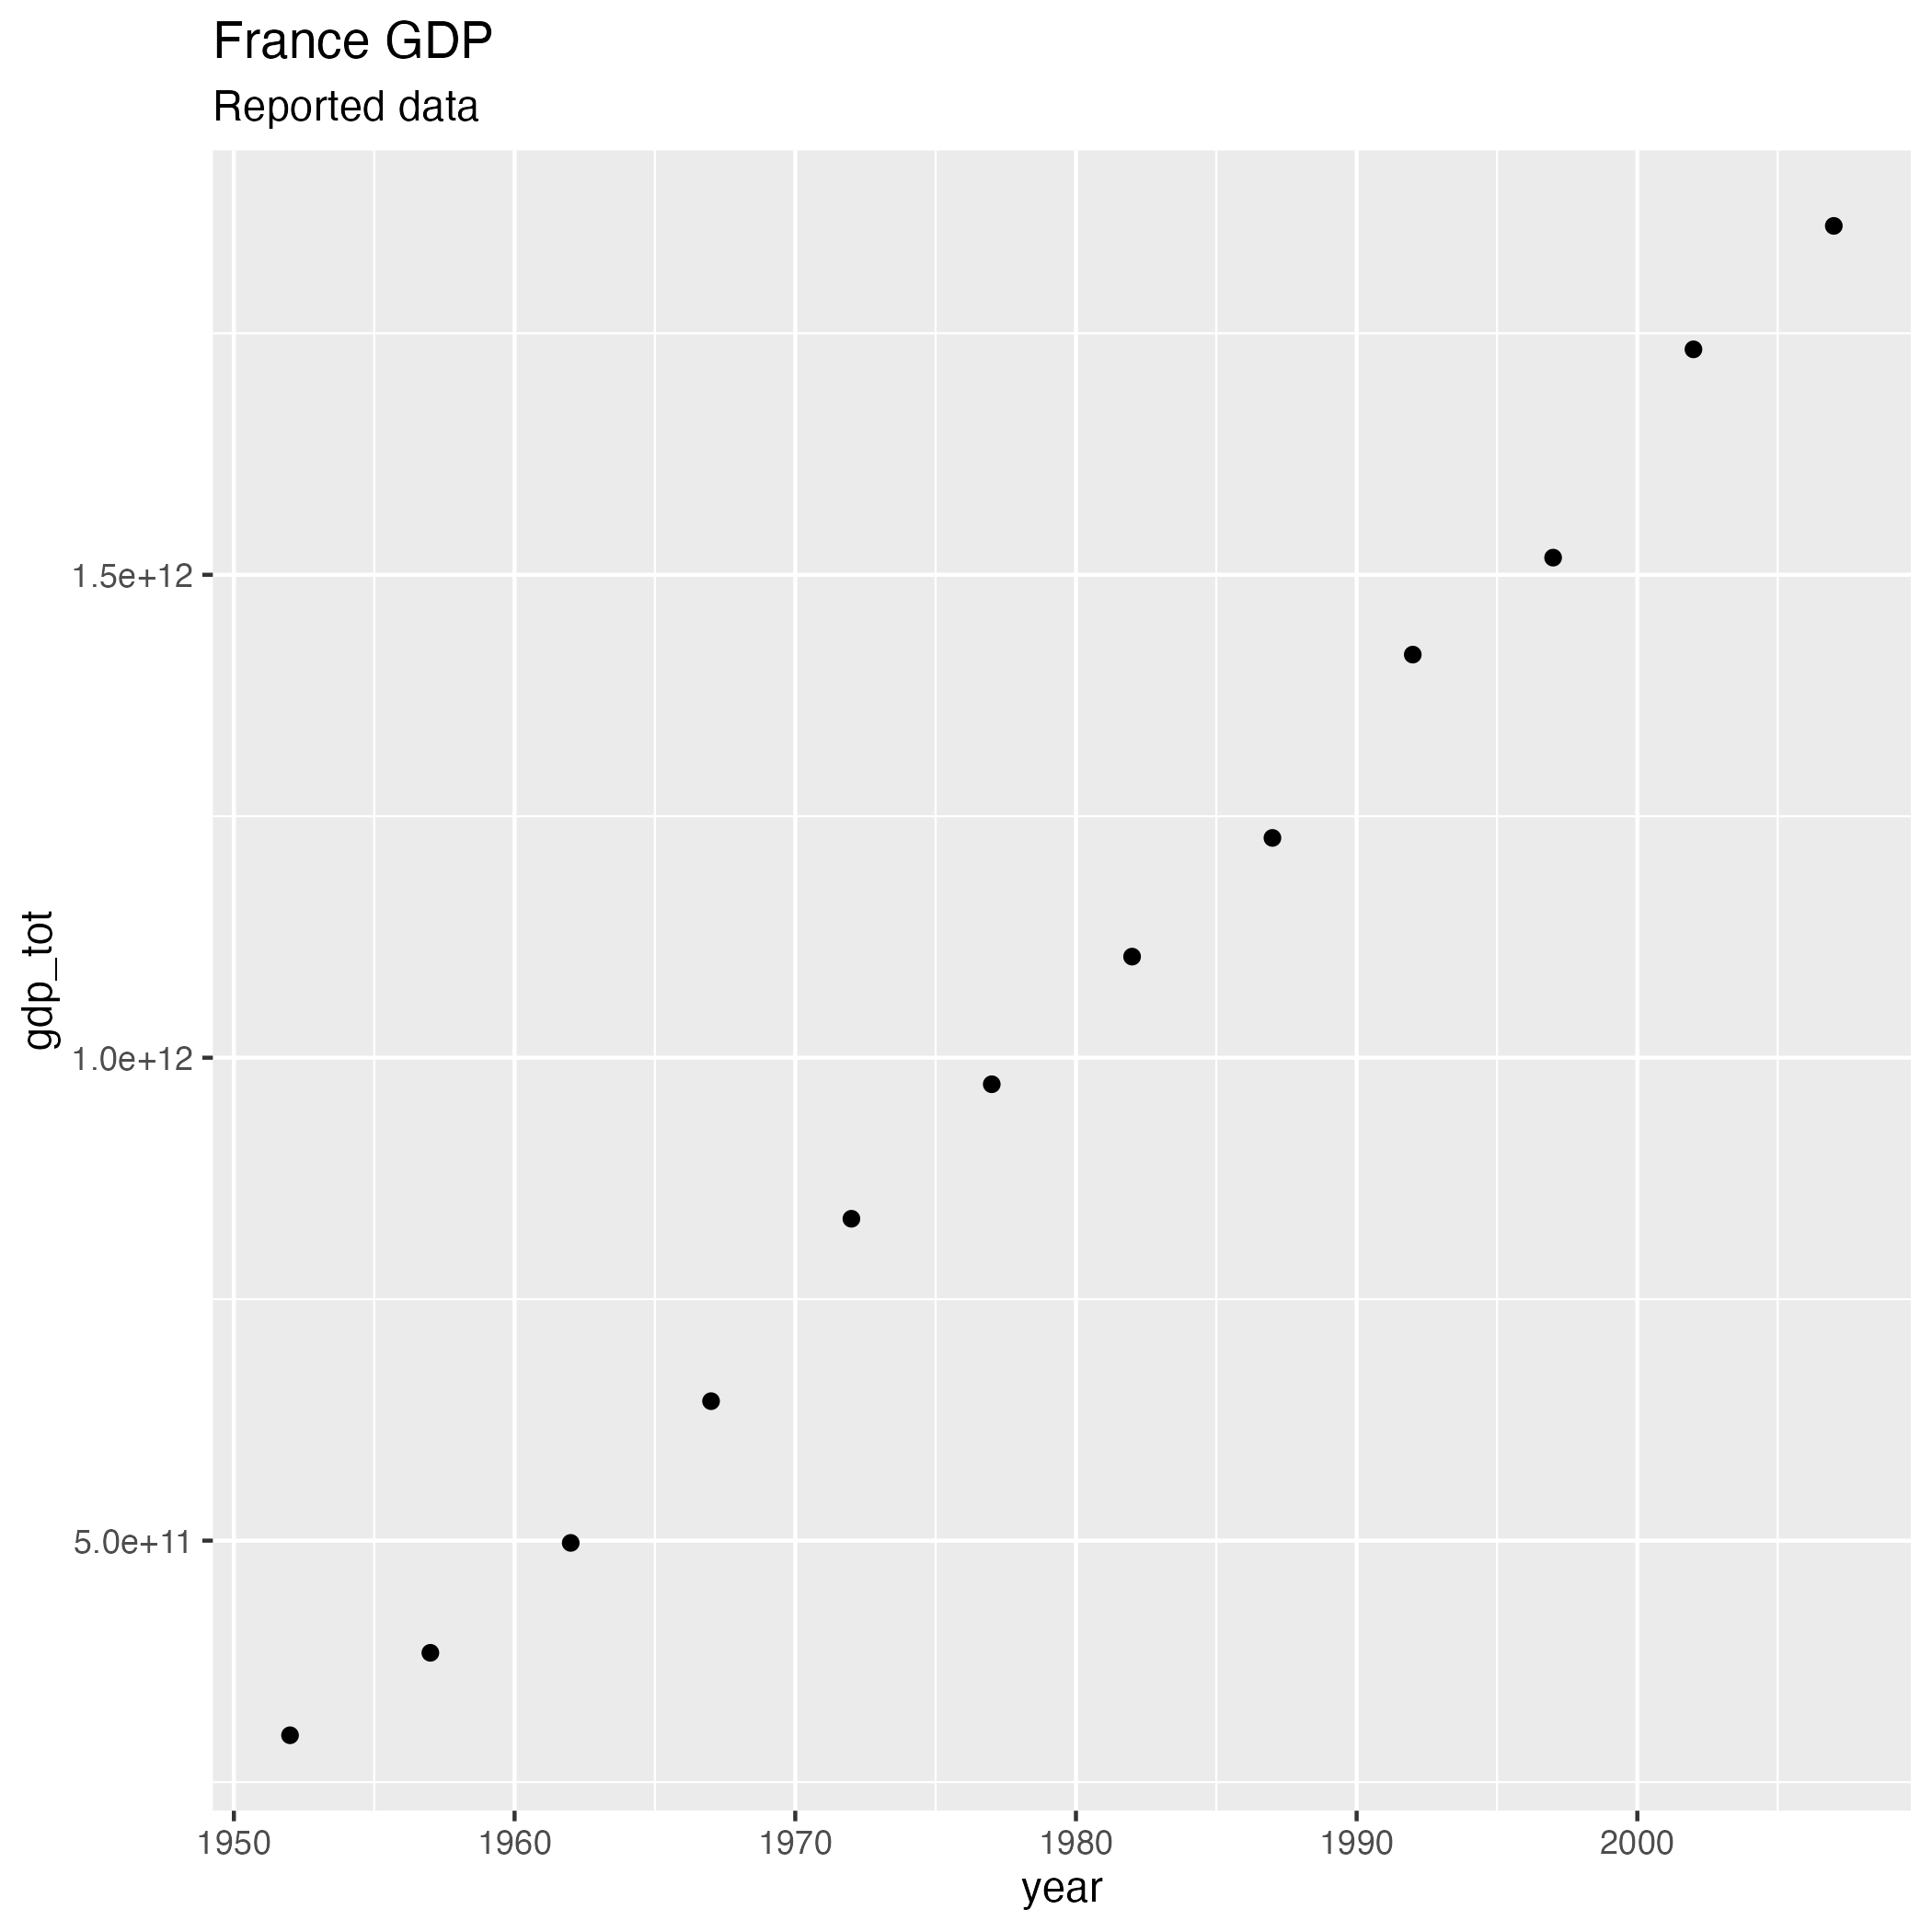 France GDP
Reported data
gdp_tot
1.5e+12
1.0e+12
5.0e+11
1950 1960 1970 1980 1990 2000
year